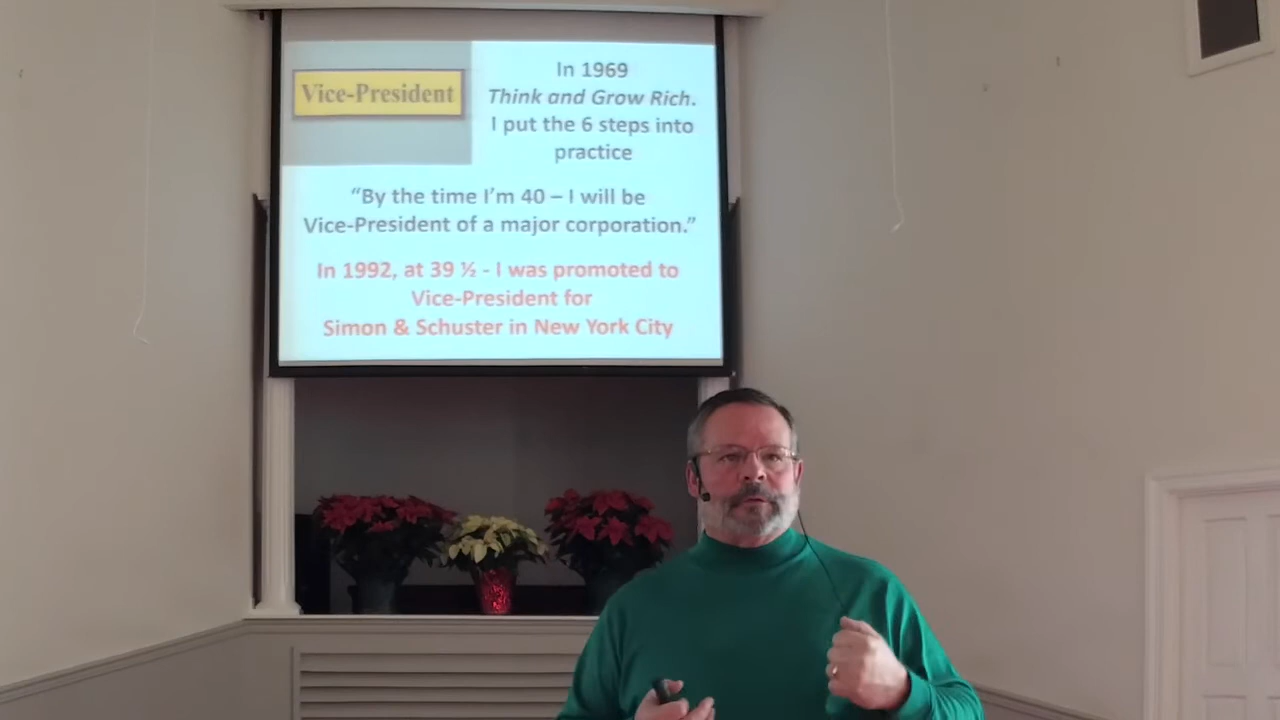 Vice-President
In 1969
Think and Grow Rich.
I put the 6 steps into
practice
“By the time I’m 40 – I will be
Vice-President of a major corporation.”
In 1992, at 39 ½ - I was promoted to
Vice-President for
Simon & Schuster in New York City